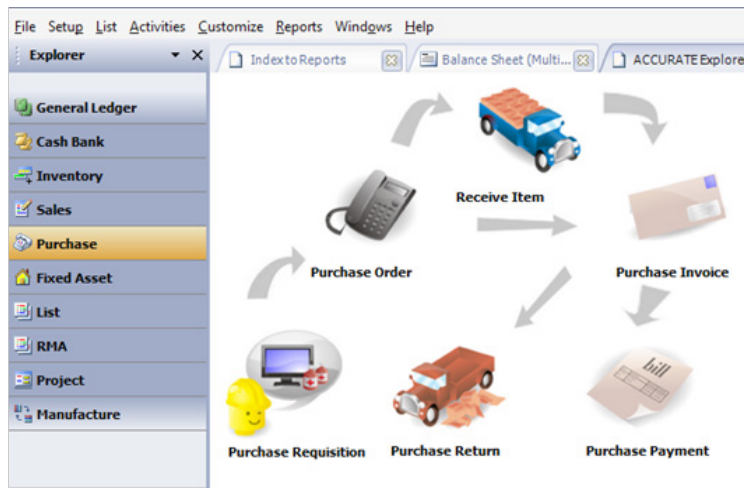 File Setup List Activities Customize Reports Windows Help
Explorer
Index to Reports
Balance Sheet (Multi...
ACCURATE Explore
General Ledger
Cash Bank
Inventory
Sales
Purchase
Fixed Asset
List
RMA
Project
Manufacture
Receive Item
Purchase Order
Purchase Invoice
bill
Purchase Requisition
Purchase Return
Purchase Payment